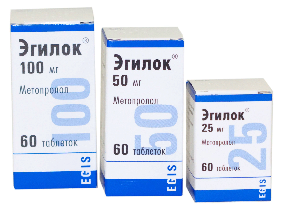 Эгилок®
100 мг
Метопролол
100
60 таблеток
Эгилок®
50 мг
Метопролол
50
60 таблеток
EGIS
Эгилок®
25 мг
Метопролол
25
60 таблеток
EGIS